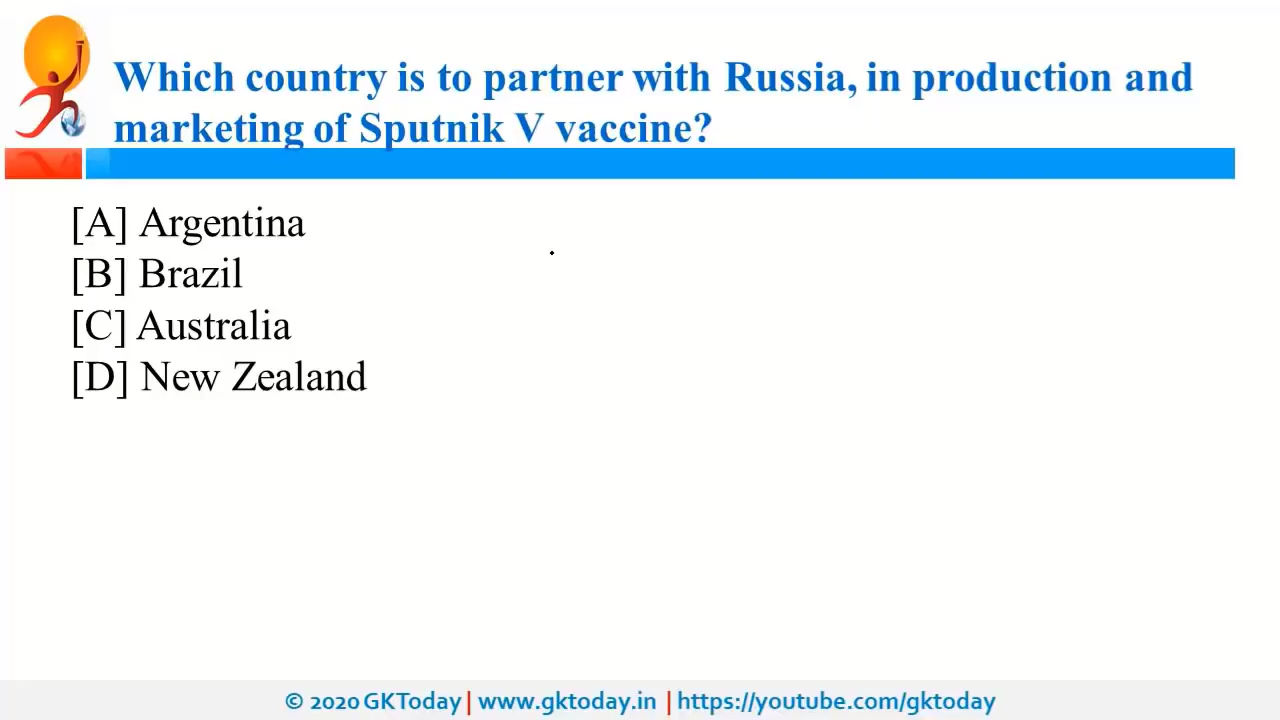 Which country is to partner with Russia, in production and
marketing of Sputnik V vaccine?
[A] Argentina
[B] Brazil
[C] Australia
[D] New Zealand
© 2020 GKToday | www.gktoday.in | https://youtube.com/gktoday